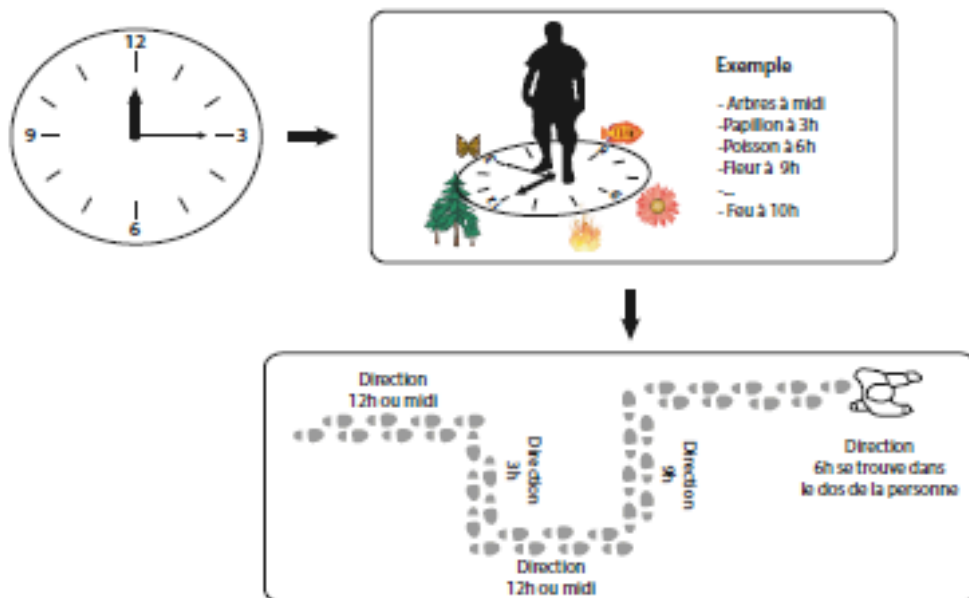 12
9
3
6
Exemple
- Arbres à midi
-Papillon à 3h
-Poisson à 6h
-Fleur à 9h
-...
- Feu à 10h
Direction
12h ou midi
Direction
3h
Direction
12h ou midi
Direction
9h
Direction
6h se trouve dans
le dos de la personne